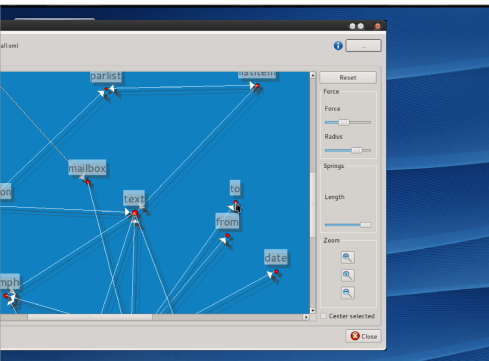 all.xml
...
parlist
listitem
Reset
Force
Force
Radius
mailbox
Springs
on
text
to
Length
from
Zoom
date
mph
Center selected
Close